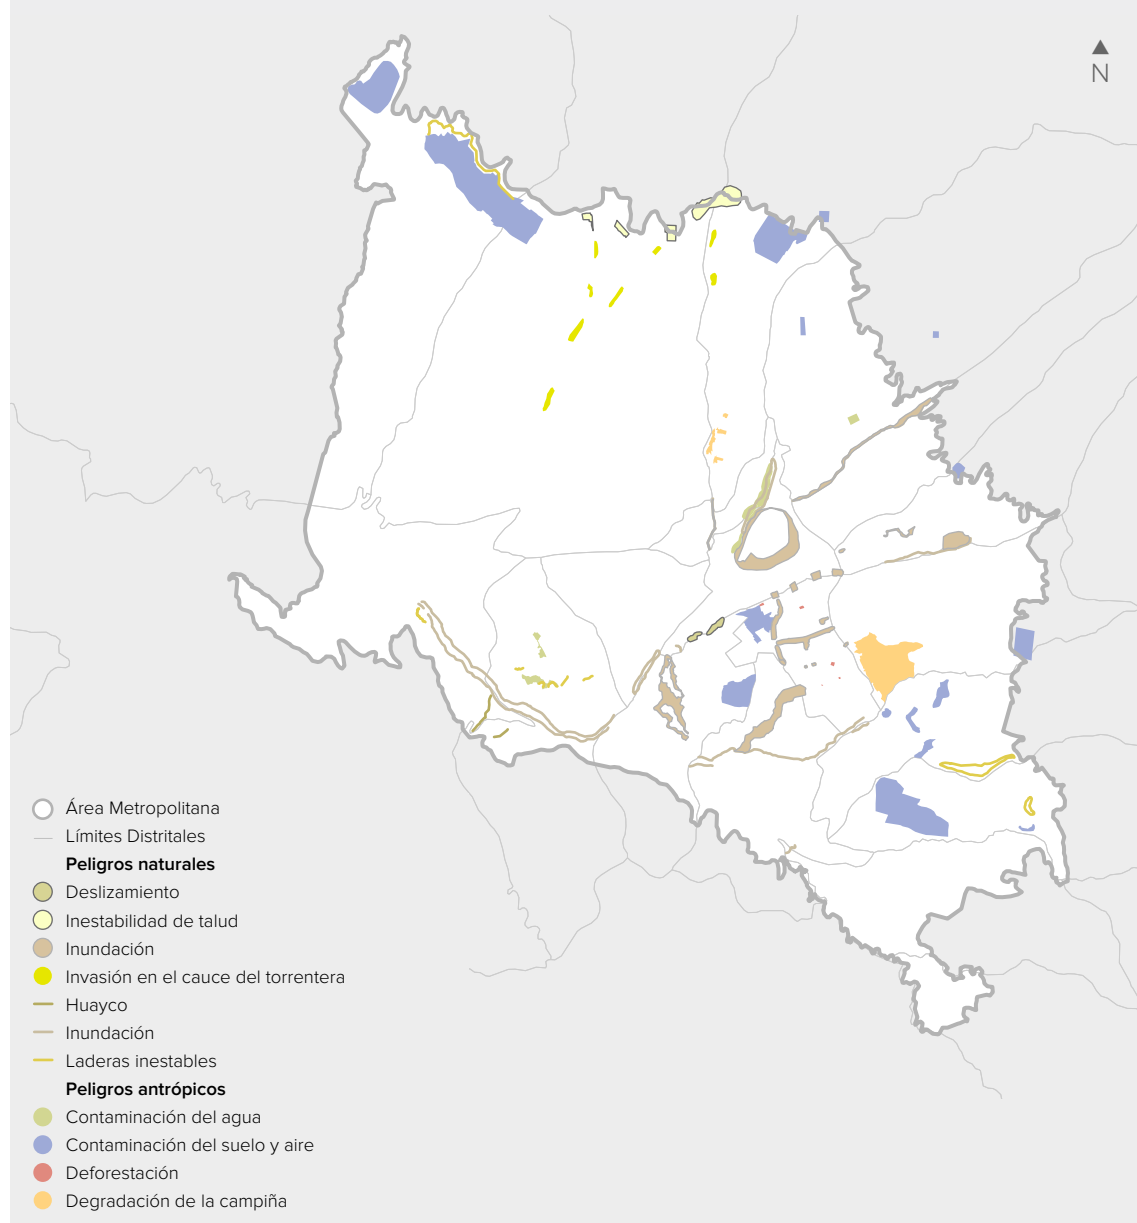 N
Área Metropolitana
Límites Distritales
Peligros naturales
Deslizamiento
Inestabilidad de talud
Inundación
Invasión en el cauce del torrentera
Huayco
Inundación
Laderas inestables
Peligros antrópicos
Contaminación del agua
Contaminación del suelo y aire
Deforestación
Degradación de la campiña